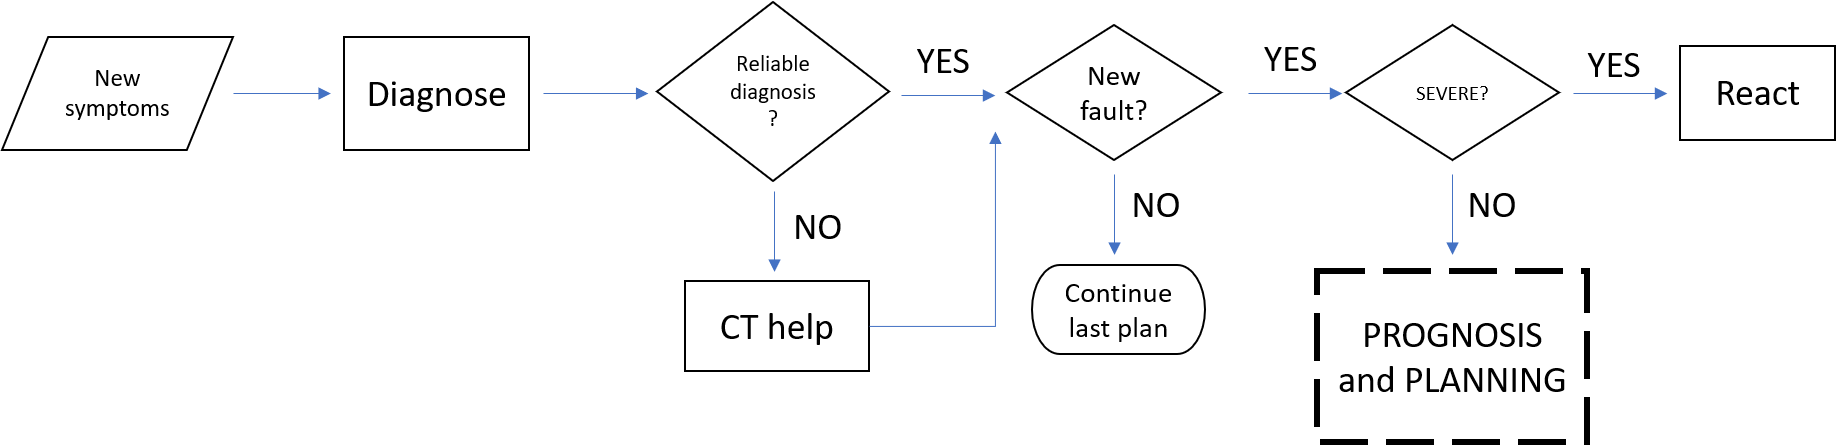 New
symptoms
Diagnose
Reliable
diagnosis
?
YES
NO
CT help
New
fault?
YES
NO
Continue
last plan
SEVERE?
YES
NO
PROGNOSIS
and PLANNING
React